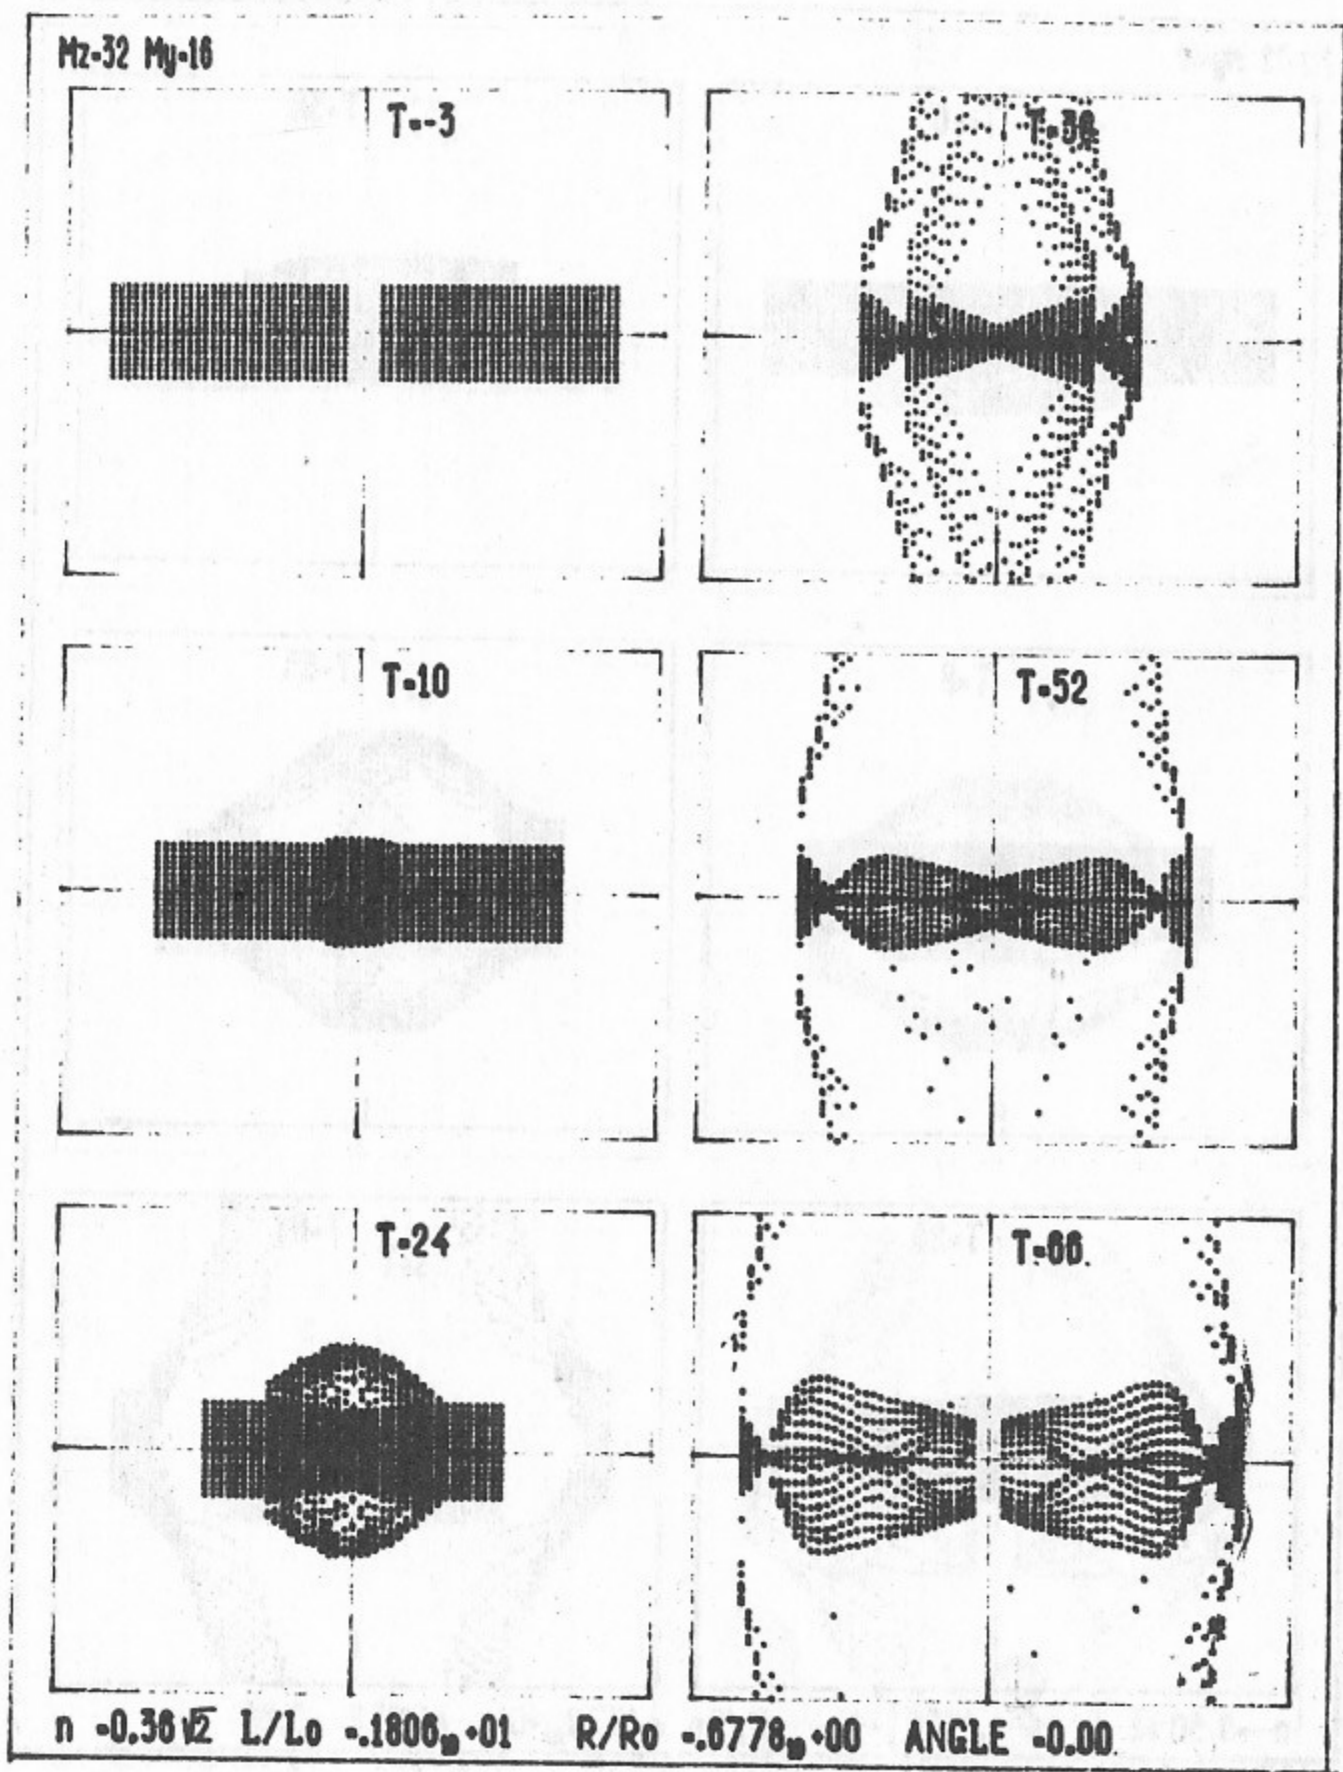 Mz=32 My=16
T=-3
T=10
T=52
T=24
T=66
n =0.36√2 L/Lo =.1806₁₀+01 R/Ro =.6778₁₀+00 ANGLE =0.00